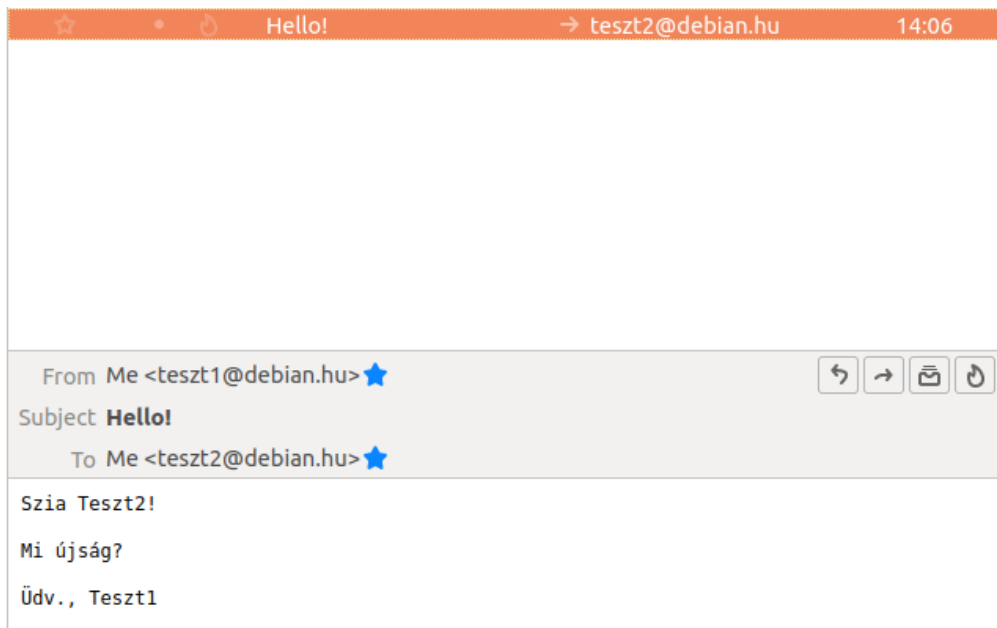 Hello! → teszt2@debian.hu 14:06
From Me <teszt1@debian.hu>
Subject Hello!
To Me <teszt2@debian.hu>
Szia Teszt2!
Mi újság?
Üdv., Teszt1